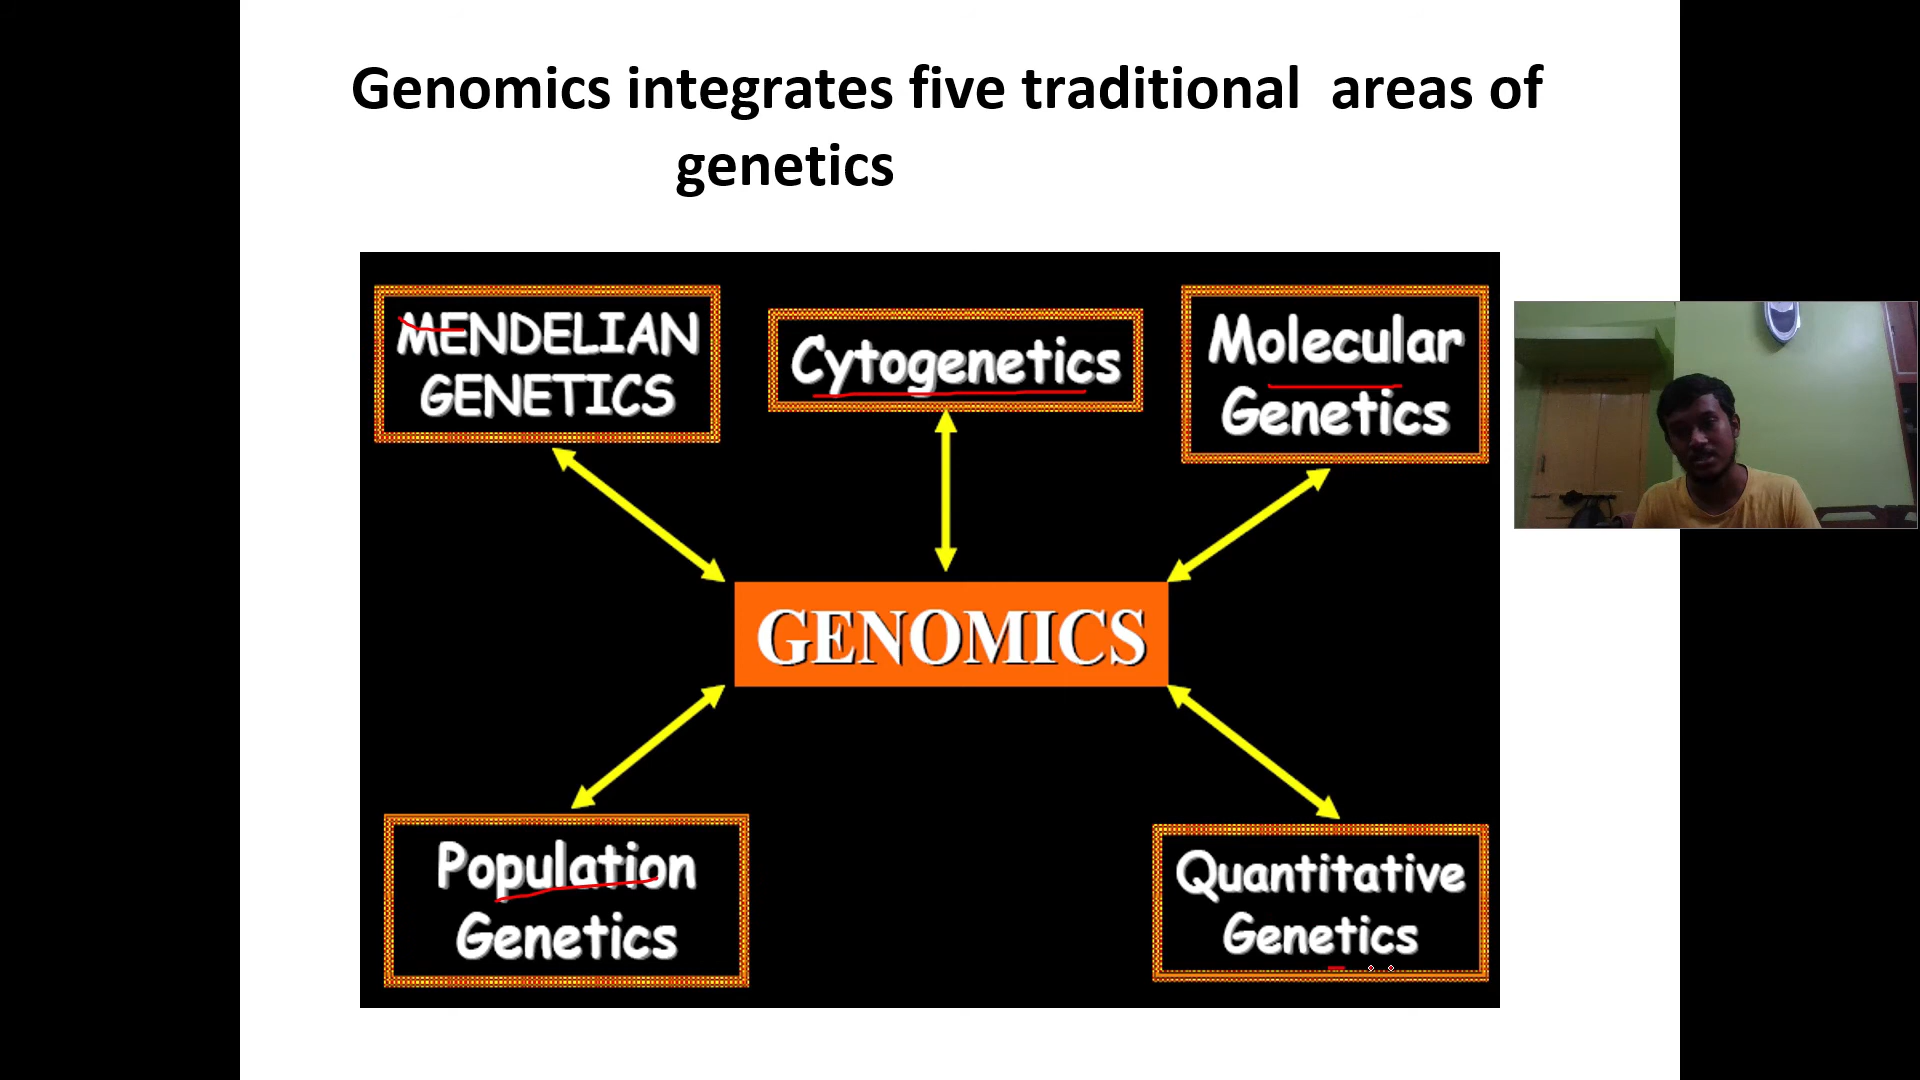 Genomics integrates five traditional  areas of
genetics
MENDELIAN
GENETICS
Cytogenetics
Molecular
Genetics
GENOMICS
Population
Genetics
Quantitative
Genetics